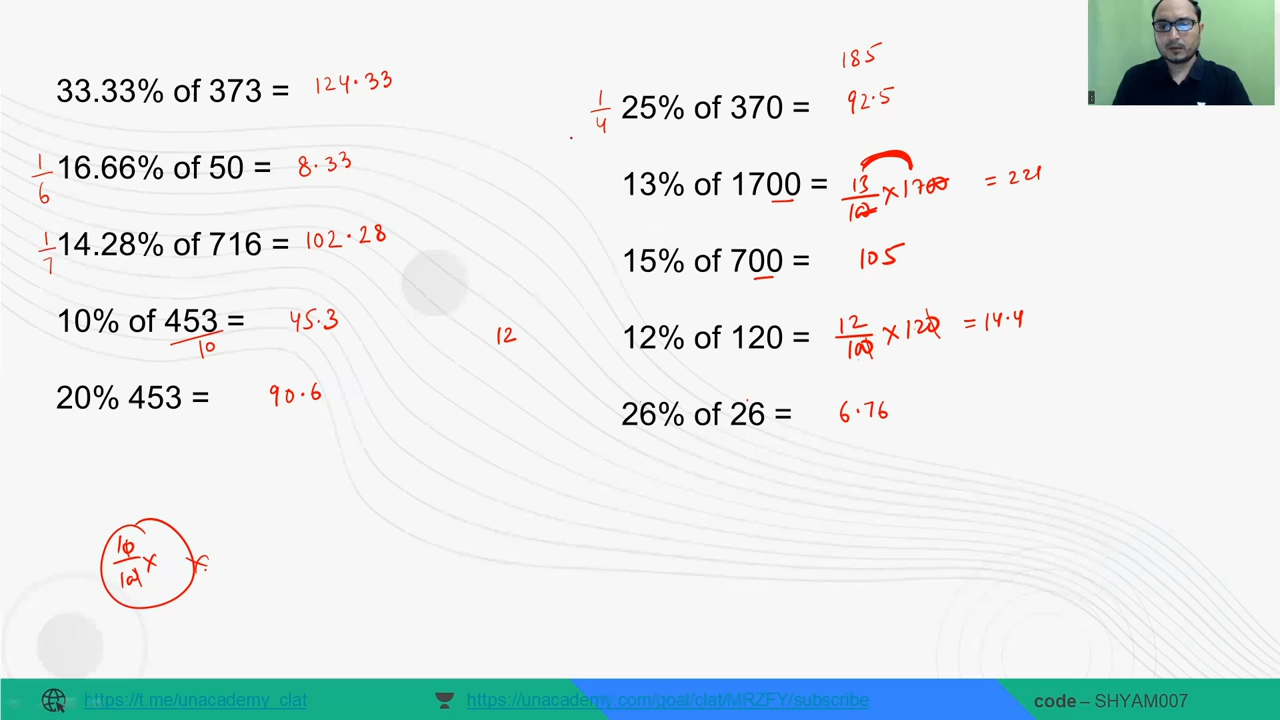 33.33% of 373 = 124.33
1/6 16.66% of 50 = 8.33
1/7 14.28% of 716 = 102.28
10% of 453 = 45.3
10
20% 453 = 90.6
10/100 × ×
12
185
1/4 25% of 370 = 92.5
13% of 1700 = 13/100 × 1700 = 221
15% of 700 = 105
12% of 120 = 12/100 × 120 = 14.4
26% of 26 = 6.76
https://t.me/unacademy_clat
https://unacademy.com/goal/clat/MRZFY/subscribe
code – SHYAM007